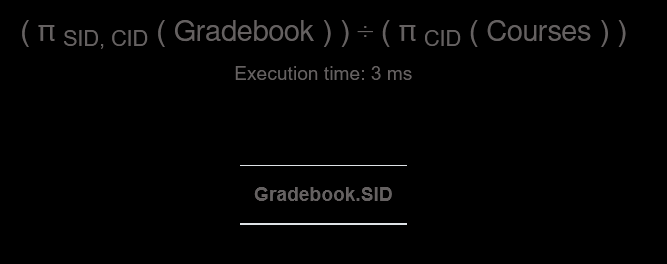 ( π SID, CID ( Gradebook ) ) ÷ ( π CID ( Courses ) )
Execution time: 3 ms
Gradebook.SID